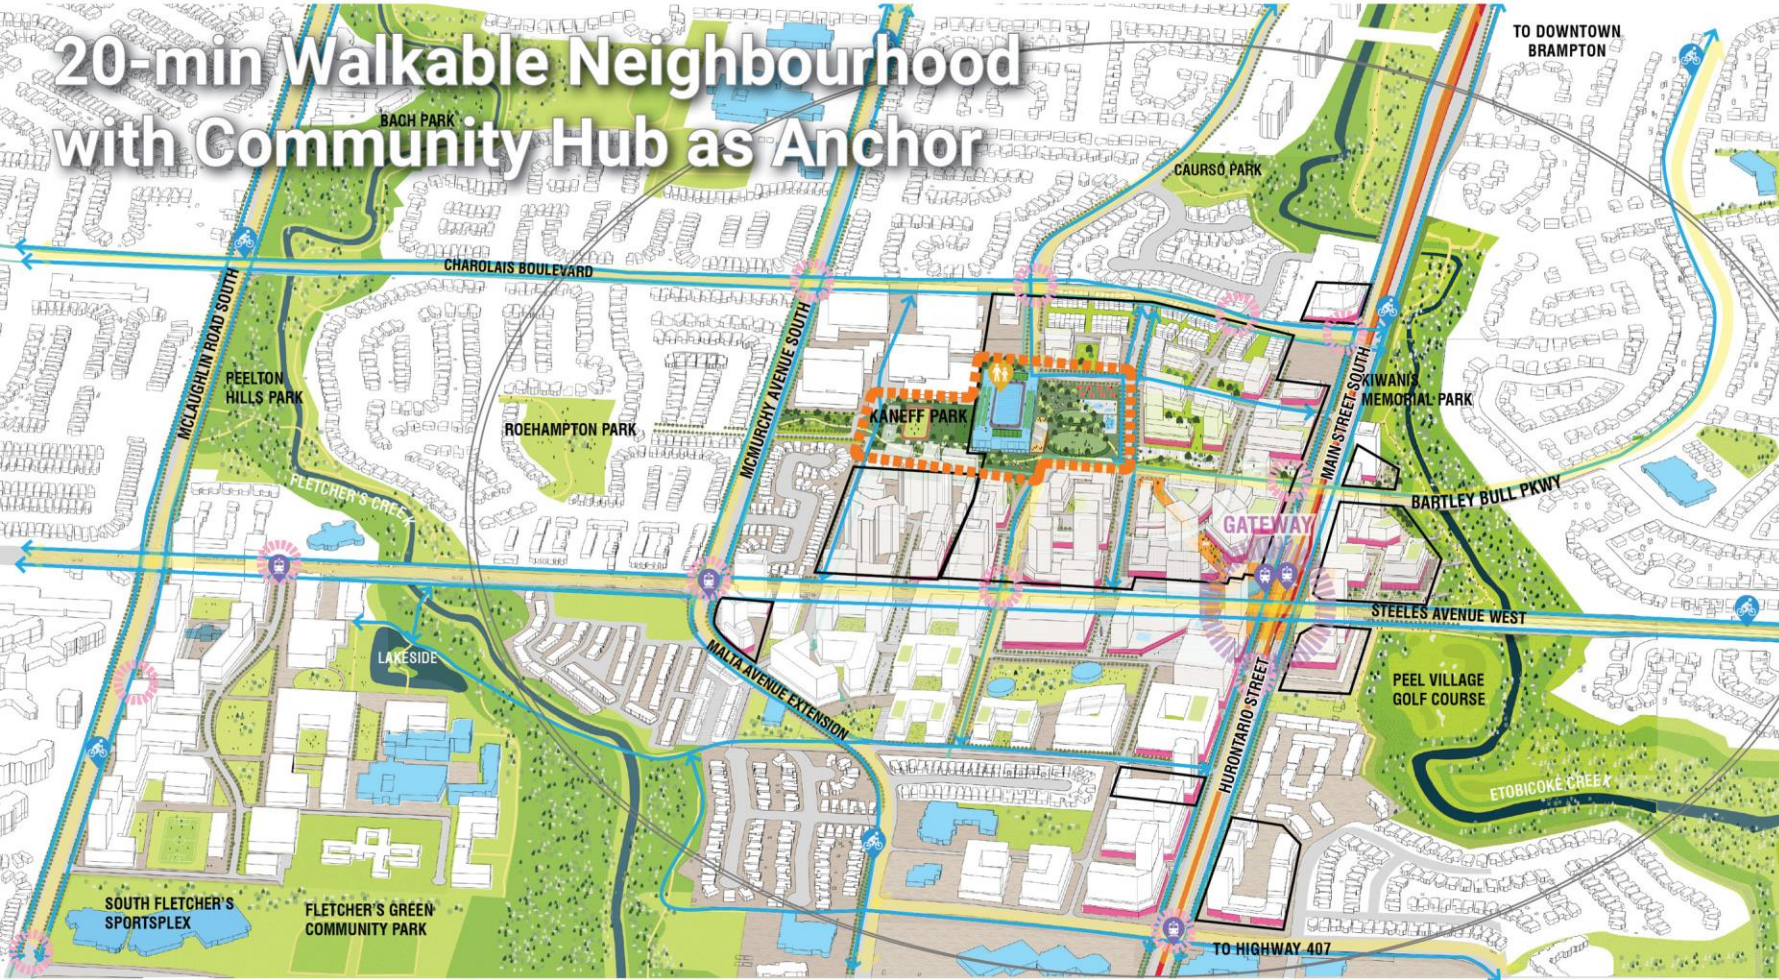 20-min Walkable Neighbourhood
with Community Hub as Anchor
TO DOWNTOWN
BRAMPTON
BACH PARK
CAURSO PARK
CHAROLAIS BOULEVARD
MCLAUGHLIN ROAD SOUTH
MCMURCHY AVENUE SOUTH
MAIN STREET SOUTH
PEELTON
HILLS PARK
ROEHAMPTON PARK
KANEFF PARK
KIWANIS
MEMORIAL PARK
FLETCHER'S CREEK
BARTLEY BULL PKWY
GATEWAY
STEELES AVENUE WEST
LAKESIDE
MALTA AVENUE EXTENSION
HURONTARIO STREET
PEEL VILLAGE
GOLF COURSE
ETOBICOKE CREEK
SOUTH FLETCHER'S
SPORTSPLEX
FLETCHER'S GREEN
COMMUNITY PARK
TO HIGHWAY 407